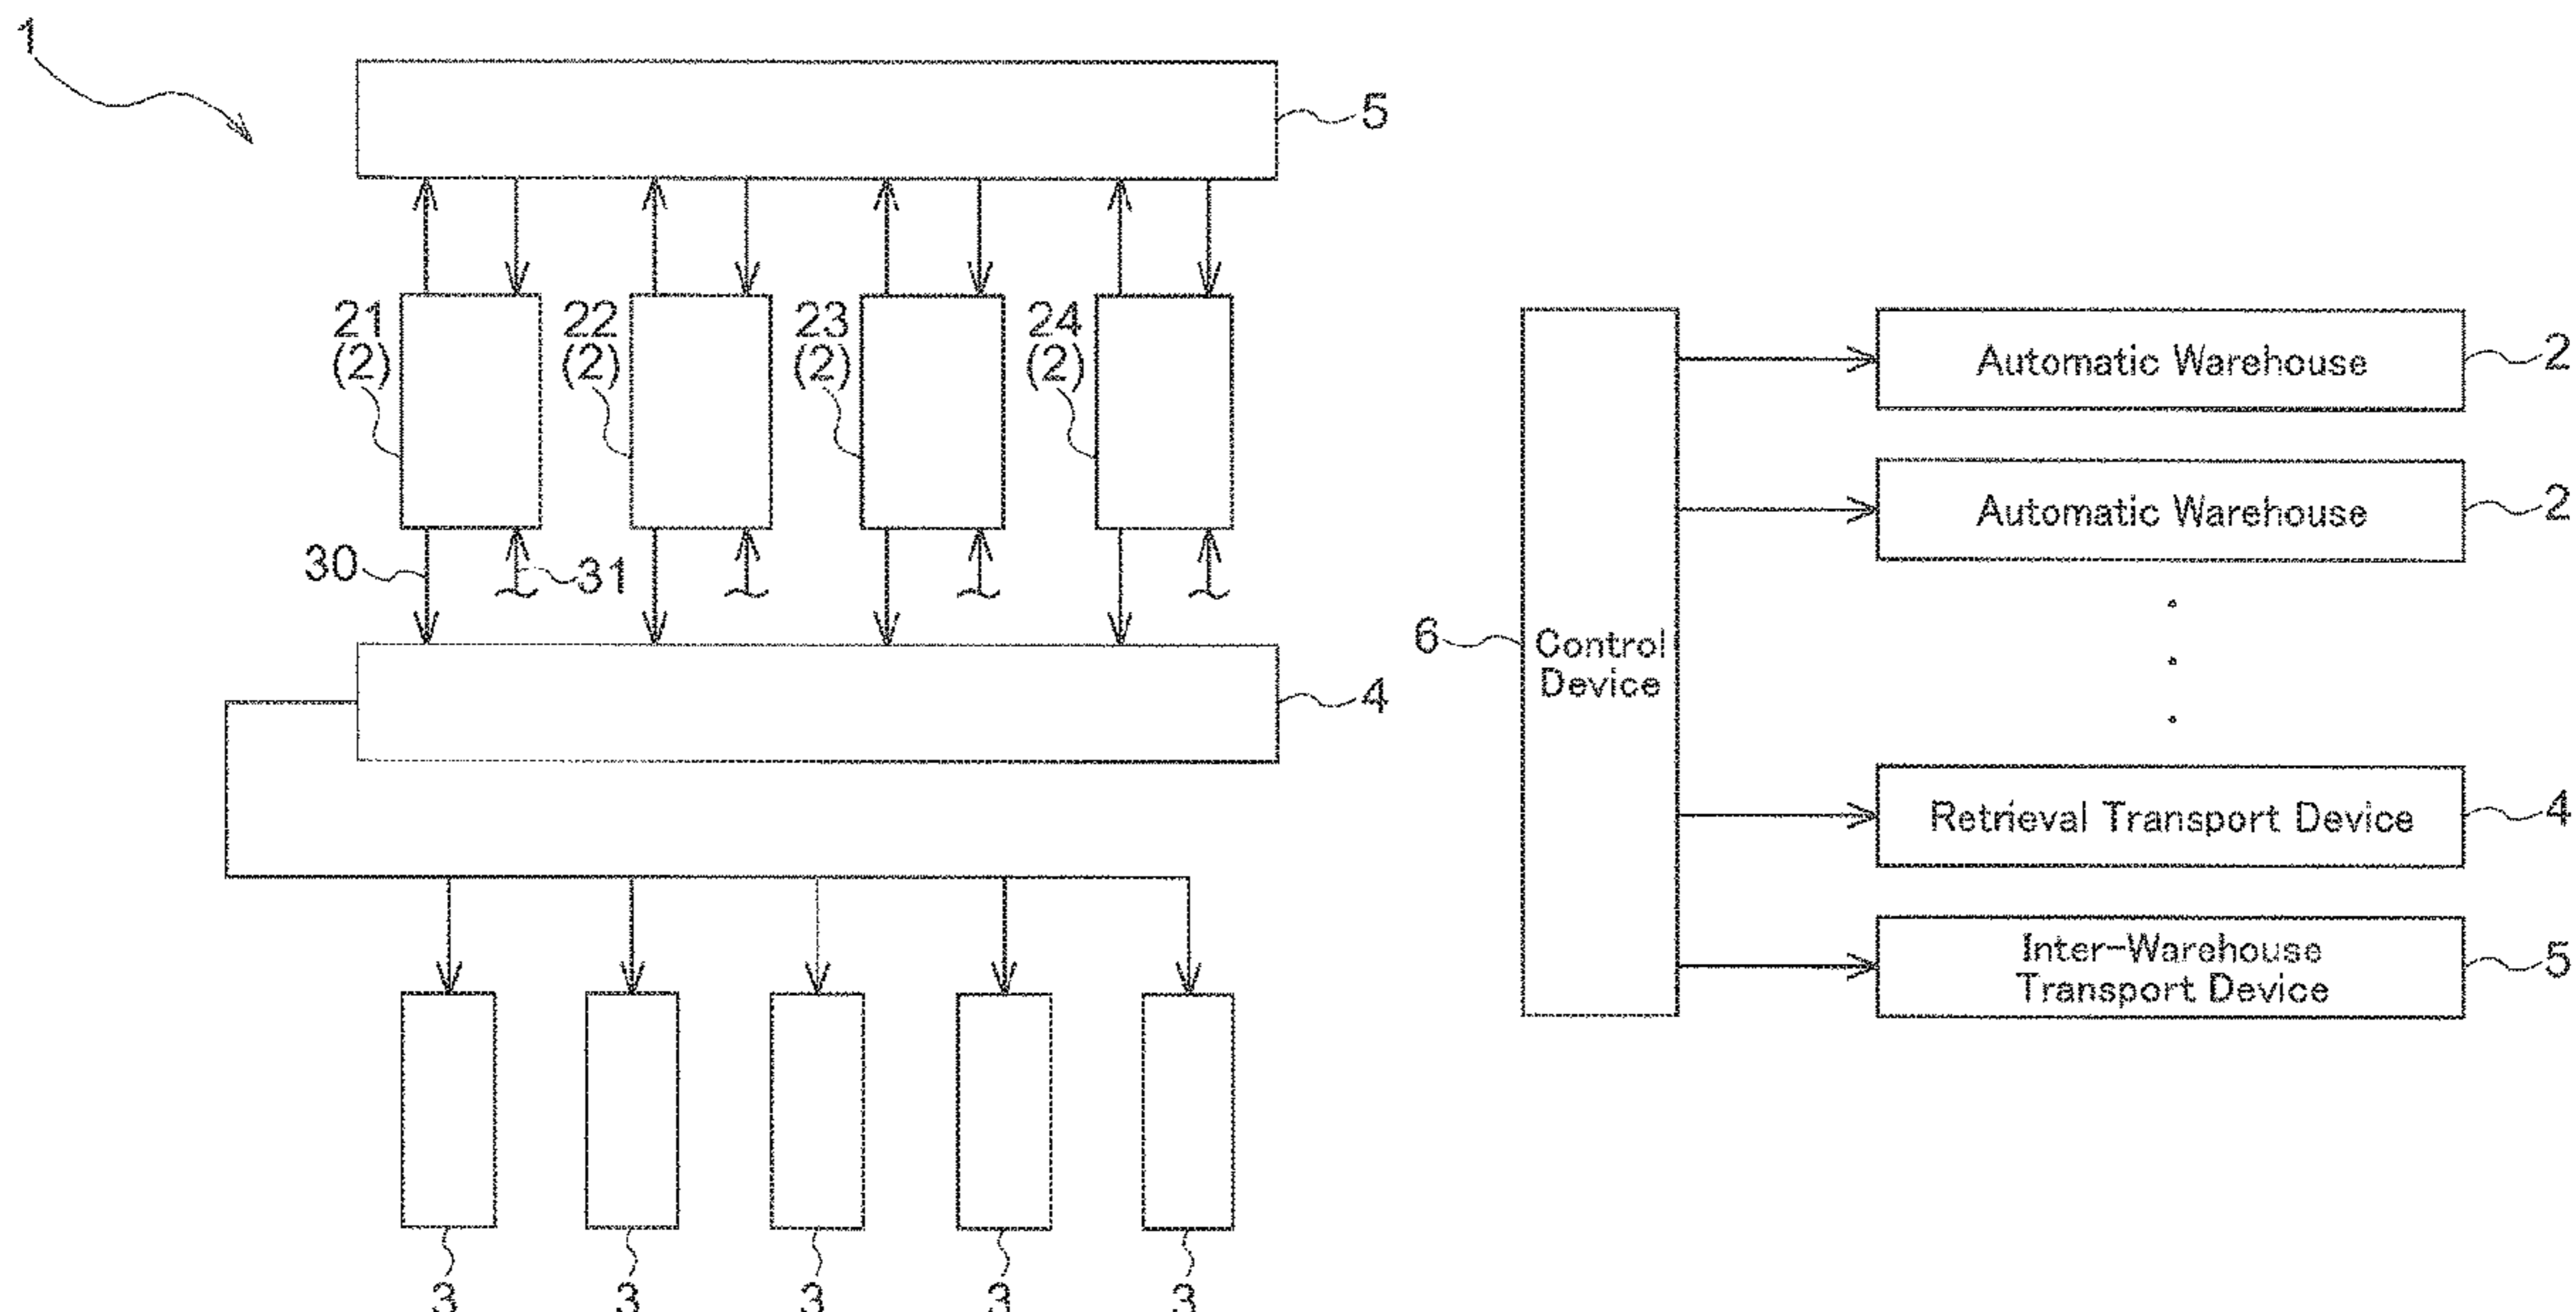 1
5
21 22 23 24
(2) (2) (2) (2)
30 31
4
3 3 3 3 3
6
Control
Device
Automatic Warehouse 2
Automatic Warehouse 2
Retrieval Transport Device 4
Inter-Warehouse
Transport Device 5